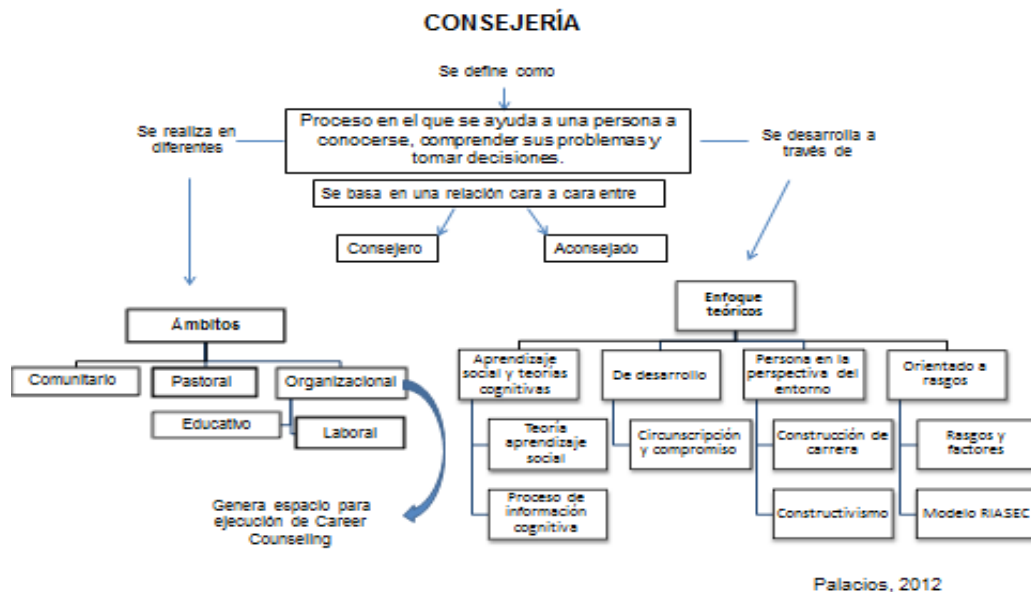 CONSEJERÍA
Se define como
Proceso en el que se ayuda a una persona a
conocerse, comprender sus problemas y
tomar decisiones.
Se realiza en
diferentes
Se desarrolla a
través de
Se basa en una relación cara a cara entre
Consejero
Aconsejado
Ámbitos
Comunitario
Pastoral
Organizacional
Educativo
Laboral
Genera espacio para
ejecución de Career
Counseling
Enfoque
teóricos
Aprendizaje
social y teorías
cognitivas
De desarrollo
Persona en la
perspectiva del
entorno
Orientado a
rasgos
Teoría
aprendizaje
social
Circunscripción
y compromiso
Construcción de
carrera
Rasgos y
factores
Proceso de
información
cognitiva
Constructivismo
Modelo RIASEC
Palacios, 2012